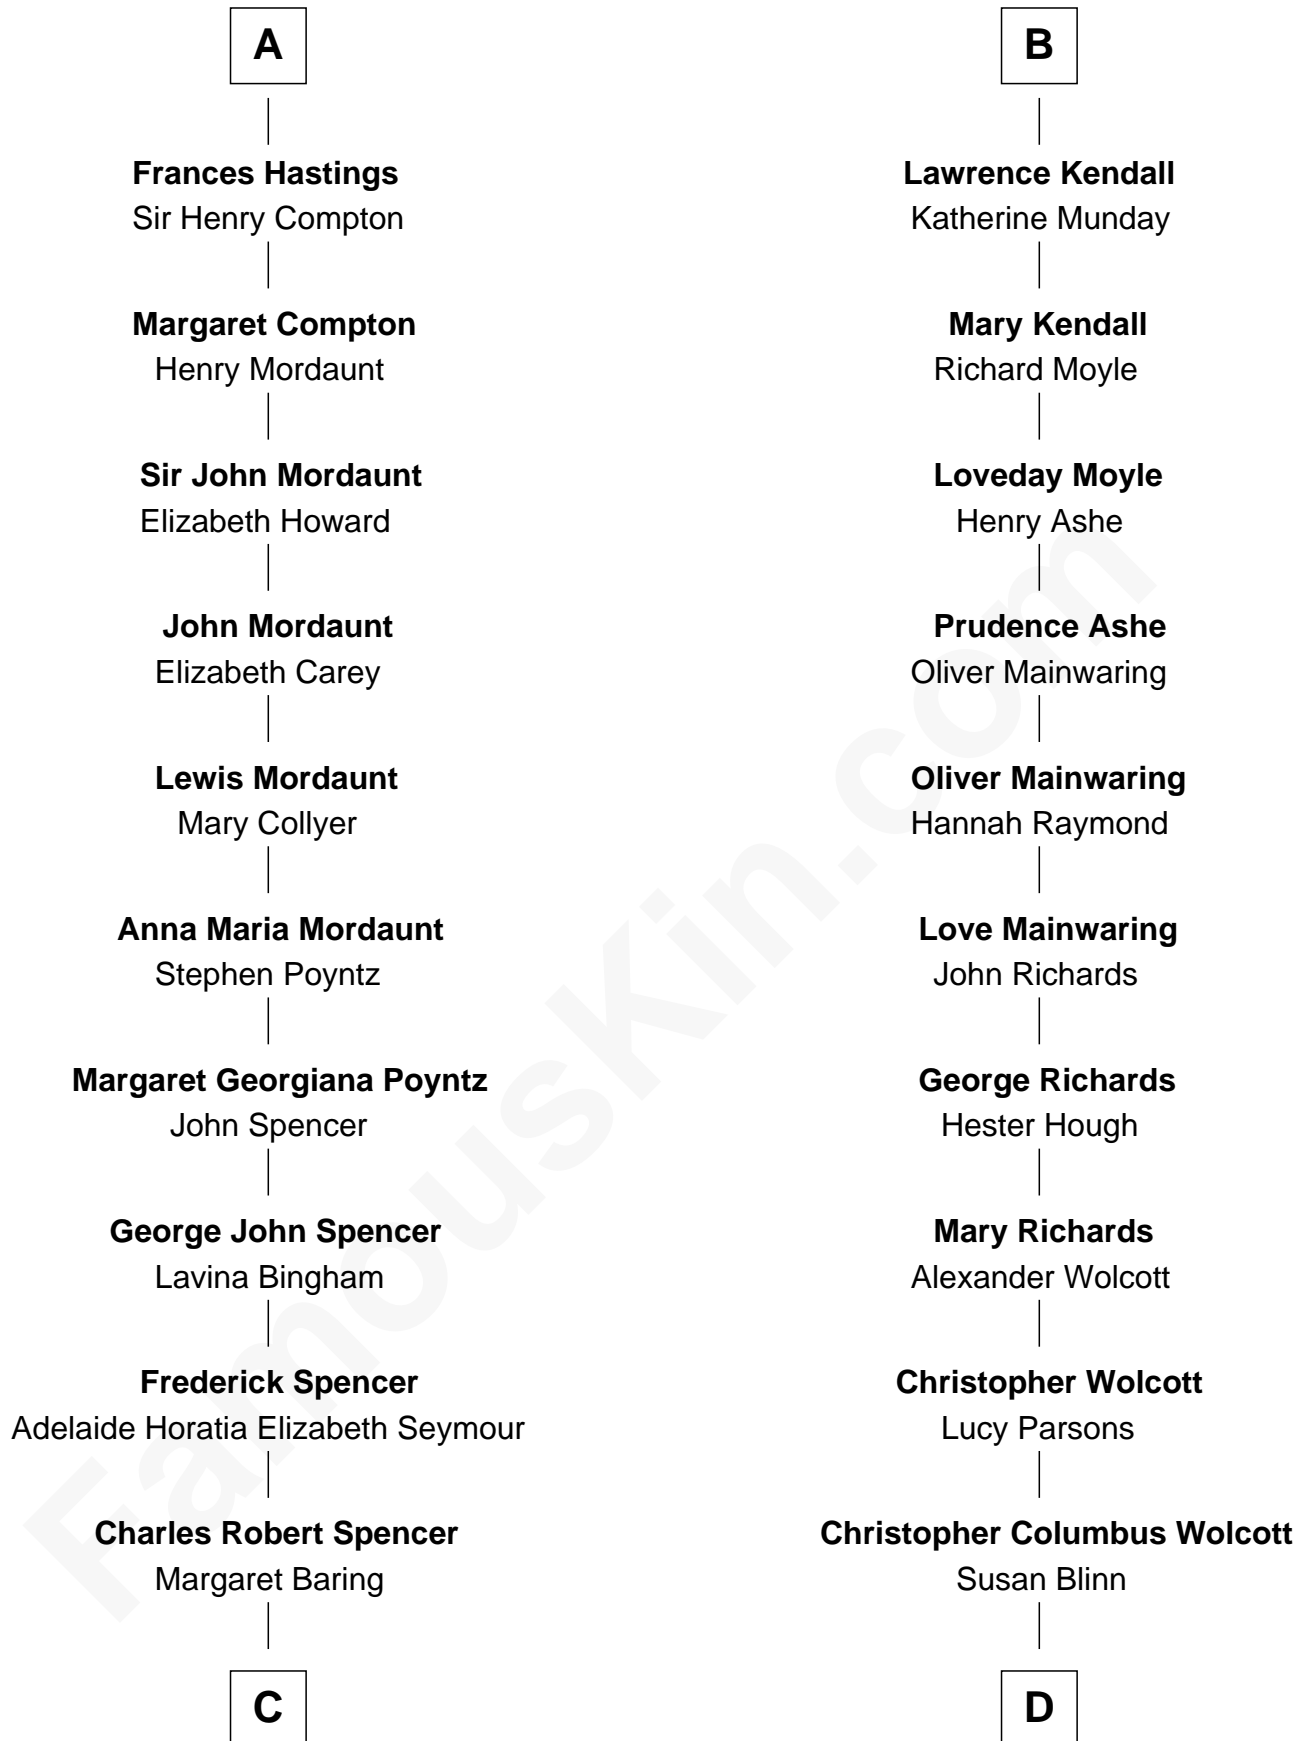 A
Frances Hastings
Sir Henry Compton
Margaret Compton
Henry Mordaunt
Sir John Mordaunt
Elizabeth Howard
John Mordaunt
Elizabeth Carey
Lewis Mordaunt
Mary Collyer
Anna Maria Mordaunt
Stephen Poyntz
Margaret Georgiana Poyntz
John Spencer
George John Spencer
Lavina Bingham
Frederick Spencer
Adelaide Horatia Elizabeth Seymour
Charles Robert Spencer
Margaret Baring
C
B
Lawrence Kendall
Katherine Munday
Mary Kendall
Richard Moyle
Loveday Moyle
Henry Ashe
Prudence Ashe
Oliver Mainwaring
Oliver Mainwaring
Hannah Raymond
Love Mainwaring
John Richards
George Richards
Hester Hough
Mary Richards
Alexander Wolcott
Christopher Wolcott
Lucy Parsons
Christopher Columbus Wolcott
Susan Blinn
D
FamousKin.com